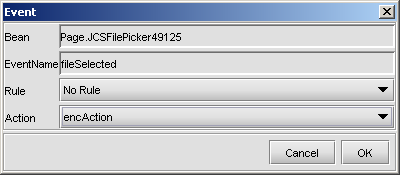 Event
Bean Page.JCSFilePicker49125
EventName fileSelected
Rule No Rule
Action encAction
Cancel OK